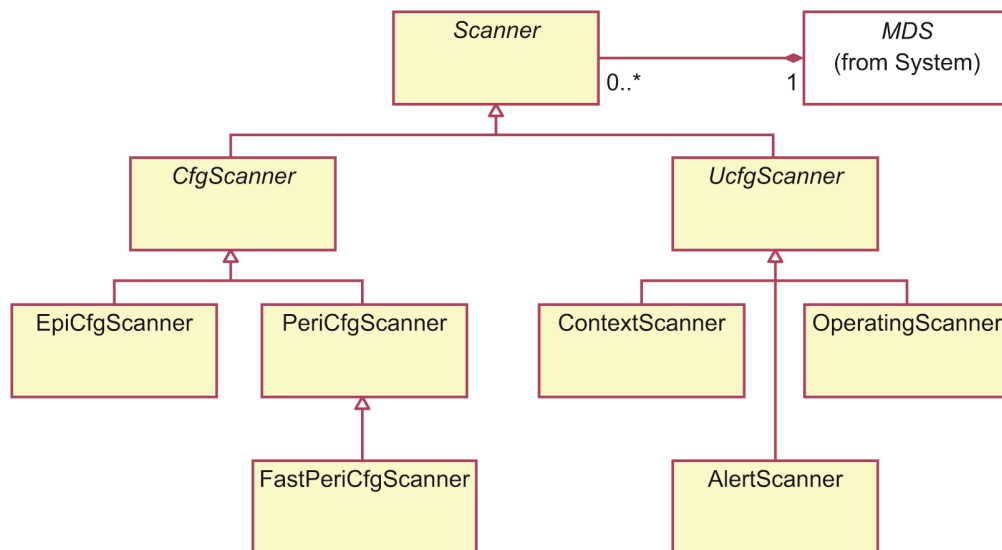 Scanner
MDS
(from System)
0..*
1
CfgScanner
UcfgScanner
EpiCfgScanner
PeriCfgScanner
ContextScanner
OperatingScanner
FastPeriCfgScanner
AlertScanner